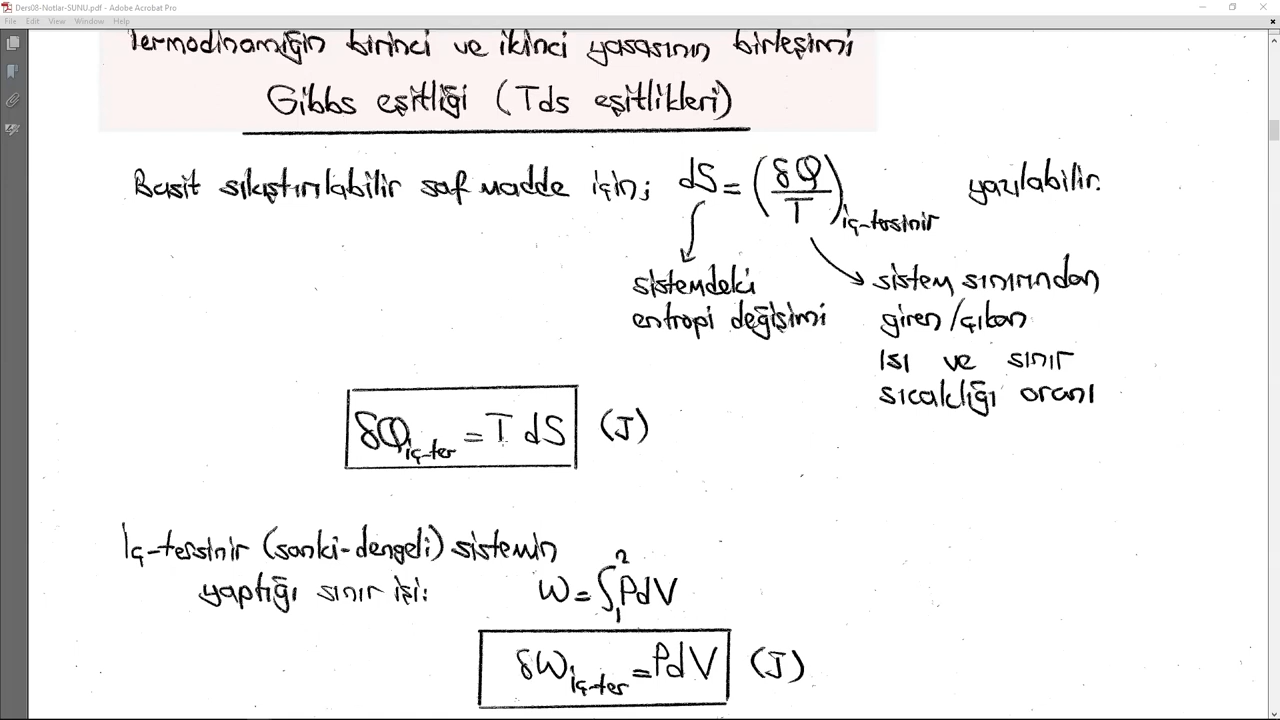 Ders08-Notlar-SUNU.pdf - Adobe Acrobat Pro
File Edit View Window Help
Termodinamiğin birinci ve ikinci yasasının birleşimi
Gibbs eşitliği (Tds eşitlikleri)
Basit sıkıştırılabilir saf madde için; dS = (δQ/T)iç-tersinir yazılabilir.
sistemdeki
entropi değişimi
sistem sınırından
giren/çıkan
ısı ve sınır
sıcaklığı oranı
δQiç-ter = T dS (J)
İç-tersinir (sanki-dengeli) sistemin
yaptığı sınır işi: W = ∫₁² PdV
δWiç-ter = PdV (J)